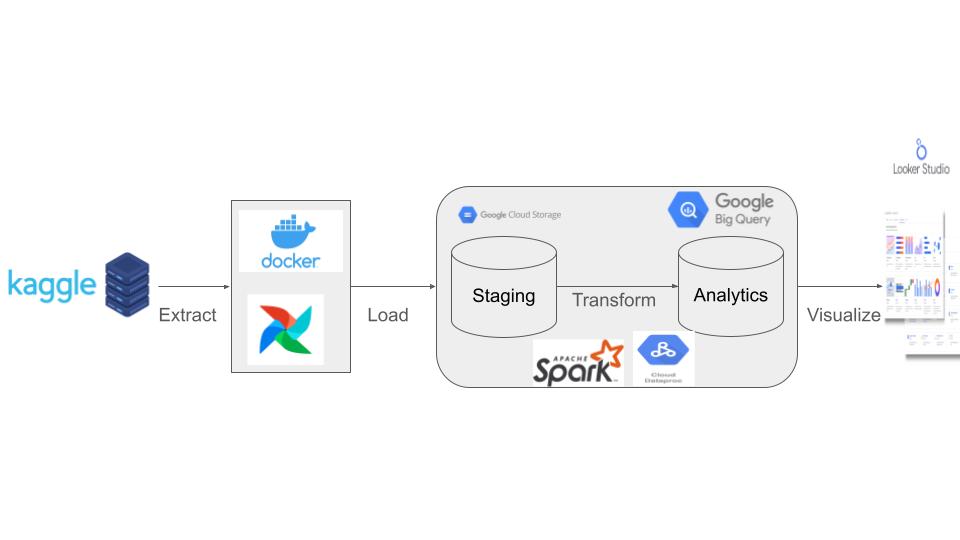 Looker Studio
Google Cloud Storage
Google
Big Query
docker
kaggle
Extract
Load
Staging
Transform
Analytics
Visualize
APACHE
Spark
Cloud
Dataproc